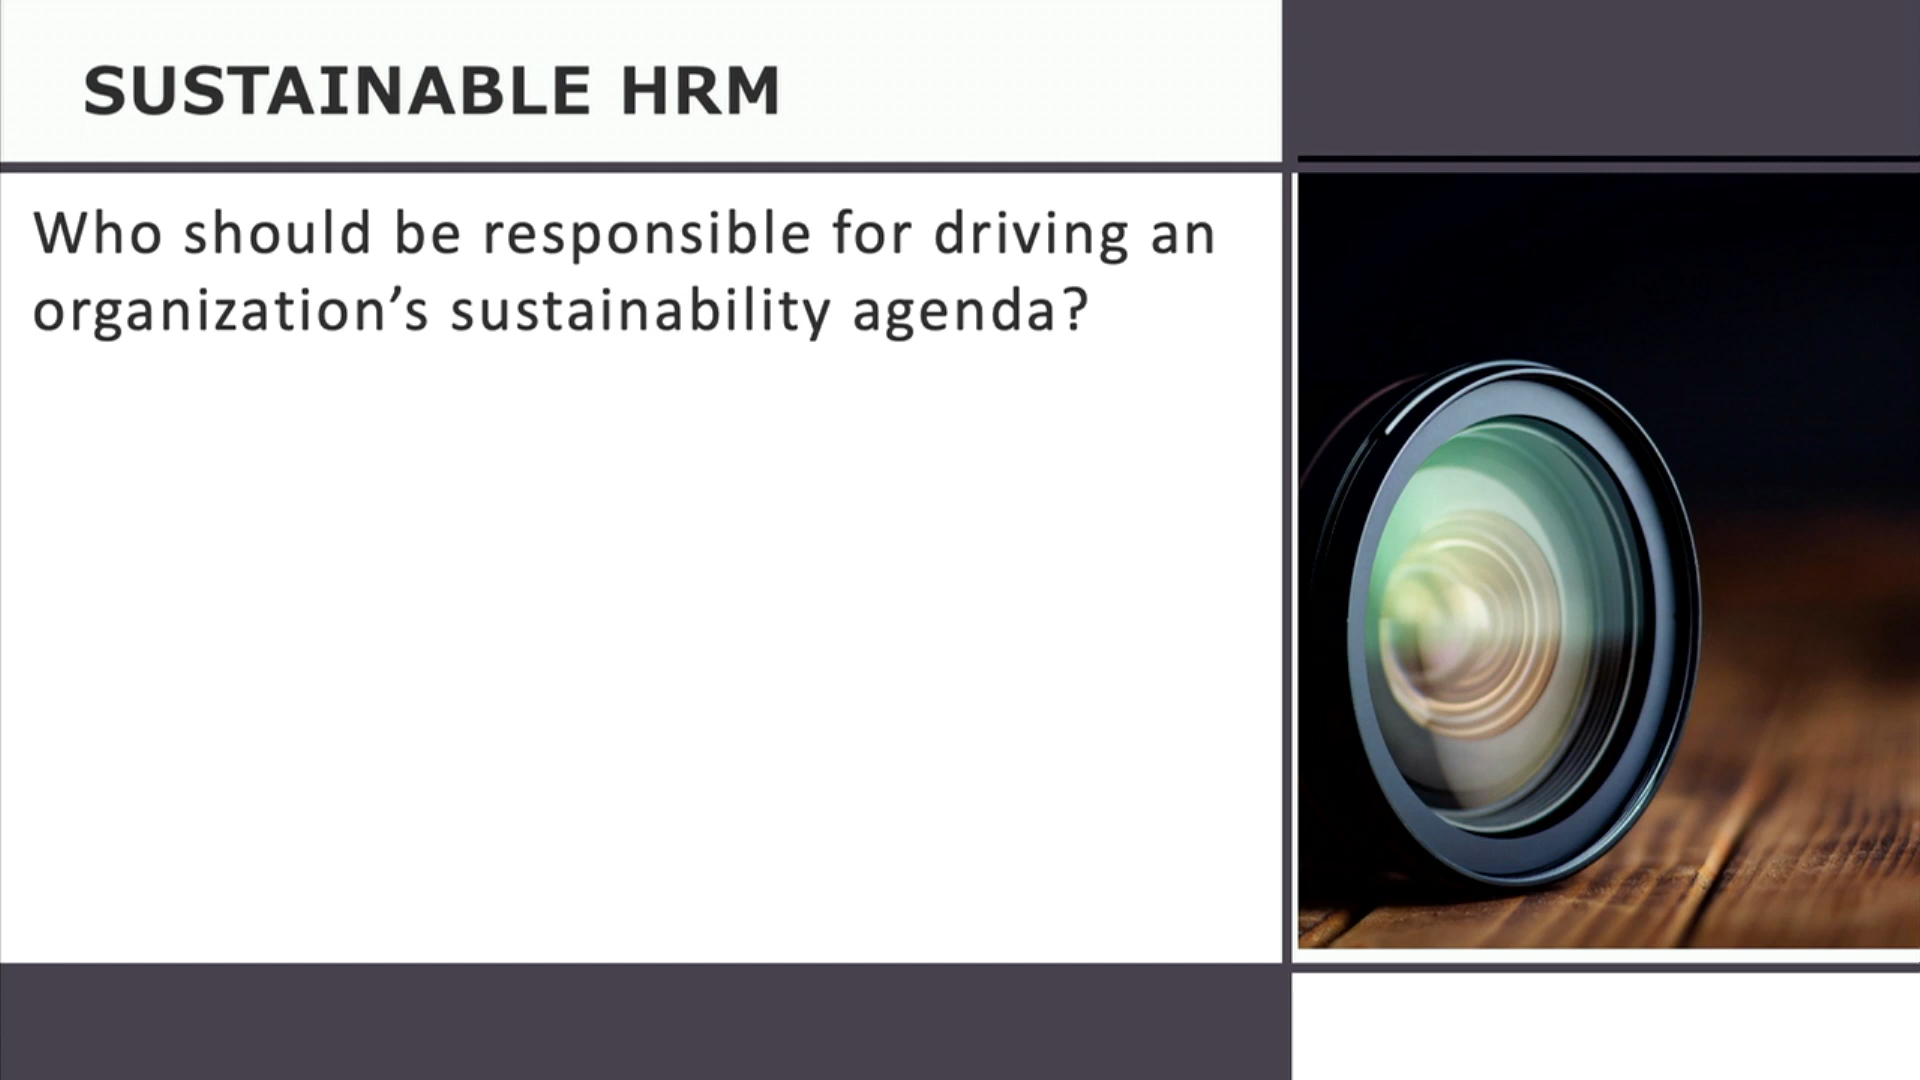 SUSTAINABLE HRM
Who should be responsible for driving an
organization’s sustainability agenda?